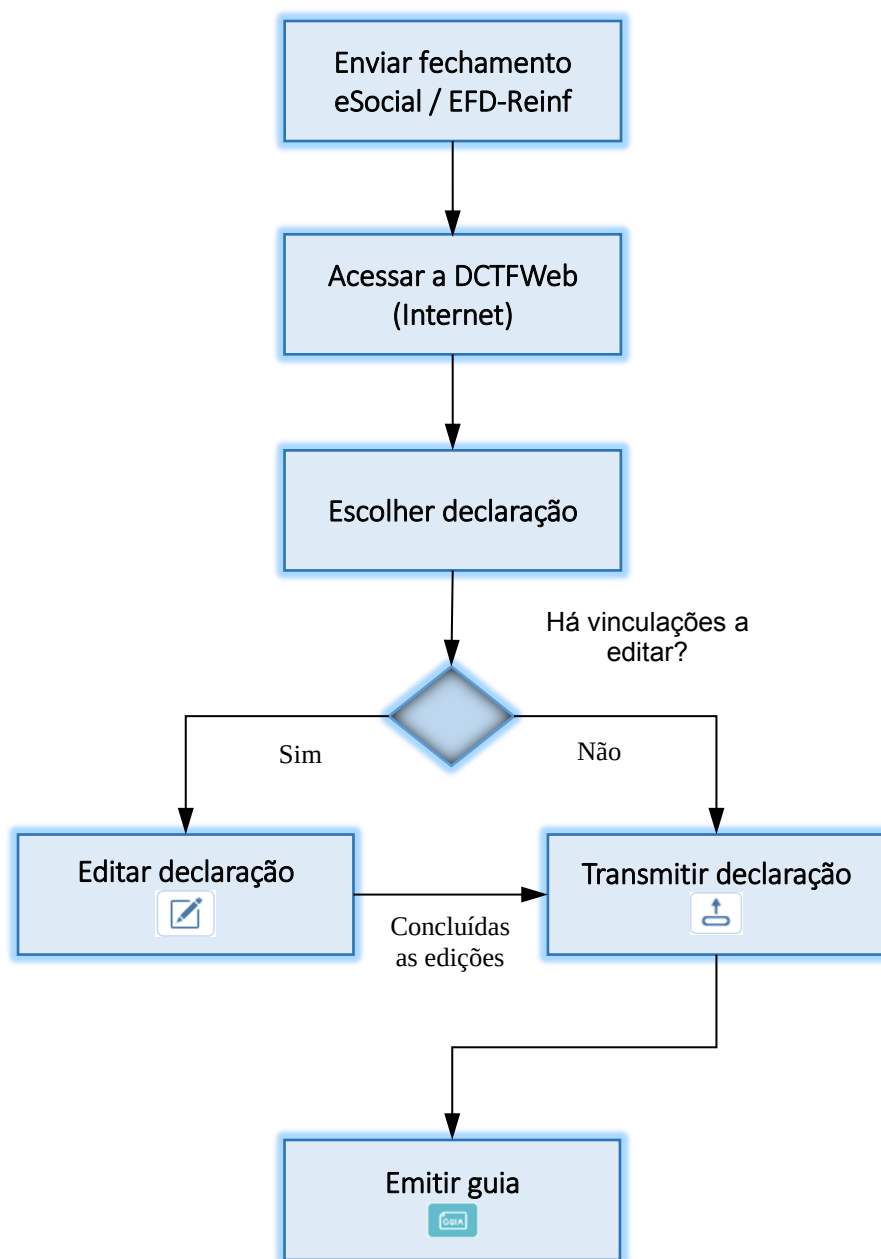 Enviar fechamento
eSocial / EFD-Reinf
Acessar a DCTFWeb
(Internet)
Escolher declaração
Há vinculações a
editar?
Sim
Não
Editar declaração
Transmitir declaração
Concluídas
as edições
Emitir guia
GUIA